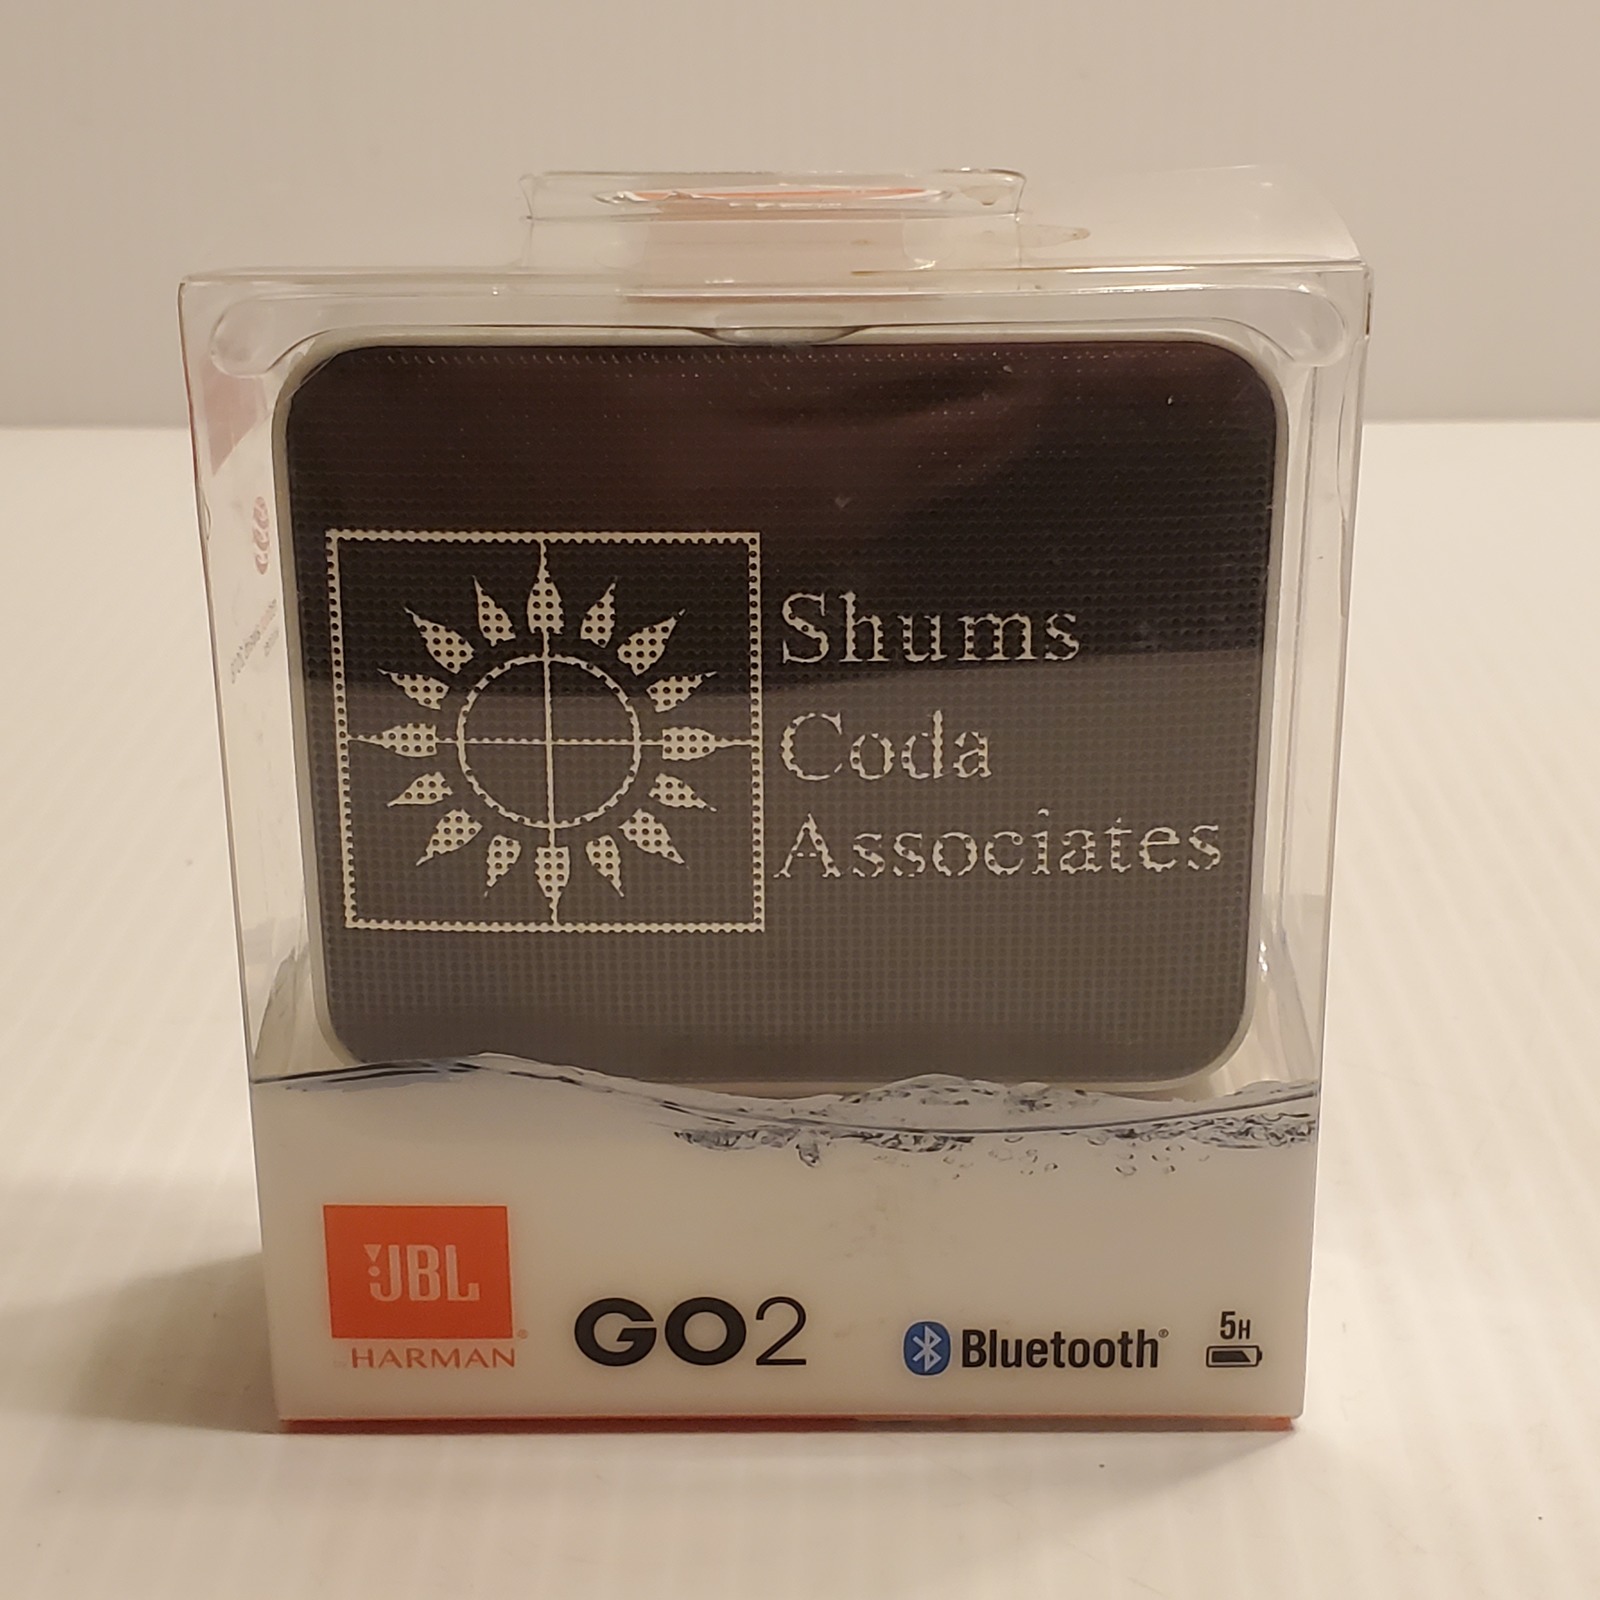 Shums
Coda
Associates
JBL
HARMAN
GO2
Bluetooth®
5H